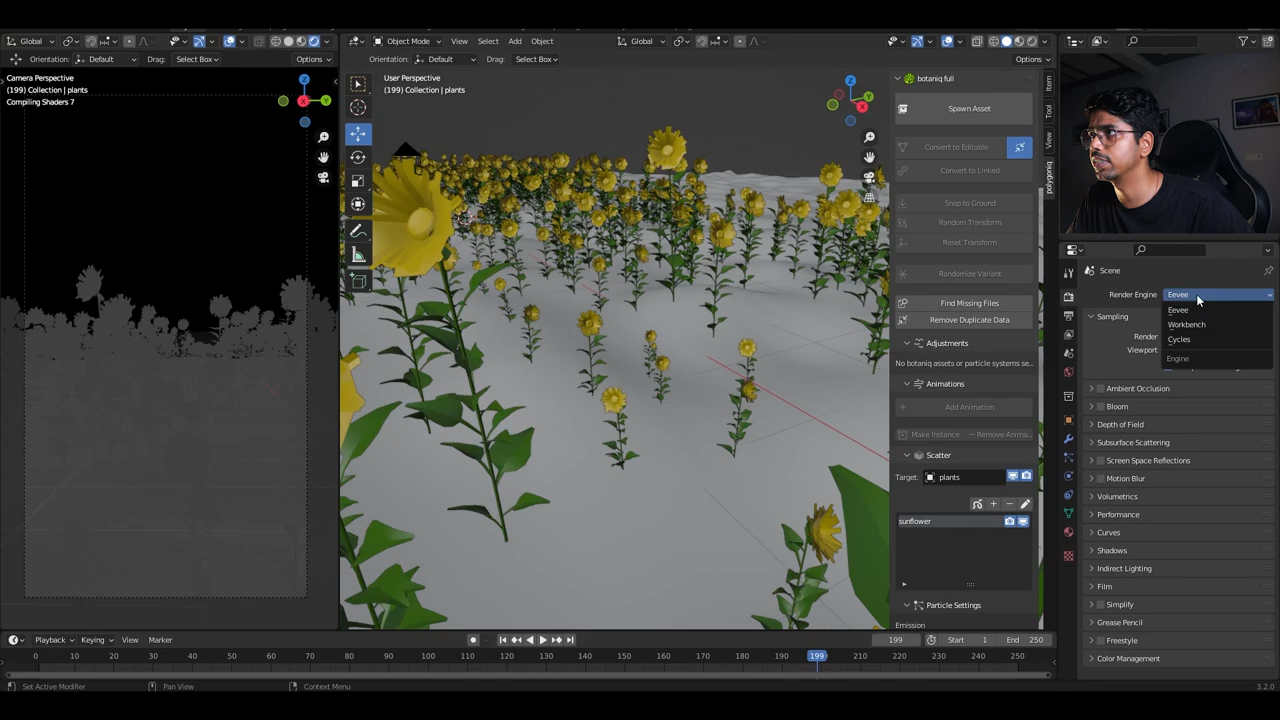 Global
Orientation: Default Drag: Select Box Options
Camera Perspective
(199) Collection | plants
Compiling Shaders 7
Z
X
Y
Object Mode View Select Add Object Global
Orientation: Default Drag: Select Box Options
User Perspective
(199) Collection | plants
Z
Y
X
Item
Tool
View
polygoniq
botaniq full
Spawn Asset
Convert to Editable
Convert to Linked
Snap to Ground
Random Transform
Reset Transform
Randomize Variant
Find Missing Files
Remove Duplicate Data
Adjustments
No botaniq assets or particle systems se...
Animations
Add Animation
Make Instance Remove Anima...
Scatter
Target: plants
sunflower
Particle Settings
Emission
Scene
Render Engine Eevee
Eevee
Workbench
Cycles
Engine
Sampling
Render
Viewport
Ambient Occlusion
Bloom
Depth of Field
Subsurface Scattering
Screen Space Reflections
Motion Blur
Volumetrics
Performance
Curves
Shadows
Indirect Lighting
Film
Simplify
Grease Pencil
Freestyle
Color Management
Playback Keying View Marker 199 Start 1 End 250
0 10 20 30 40 50 60 70 80 90 100 110 120 130 140 150 160 170 180 190 199 210 220 230 240 250
Set Active Modifier Pan View Context Menu 3.2.0